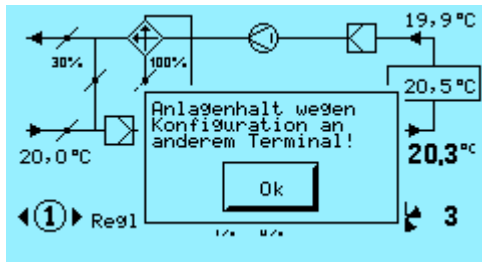 19,9°C
30%
100%
20,5°C
Anlagenhalt wegen
Konfiguration an
anderem Terminal!
20,0°C
20,3°C
Ok
1 Regl
3